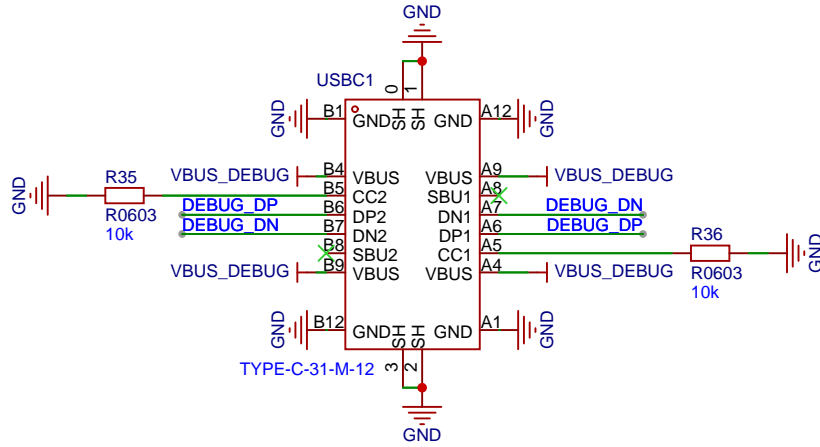 GND
USBC1
0 1
GND B1 GND SH SH GND A12 GND
VBUS_DEBUG B4 VBUS VBUS A9 VBUS_DEBUG
GND R35 B5 CC2 SBU1 A8
R0603 DEBUG_DP B6 DP2 DN1 A7 DEBUG_DN
10k DEBUG_DN B7 DN2 DP1 A6 DEBUG_DP R36
B8 SBU2 CC1 A5 GND
VBUS_DEBUG B9 VBUS VBUS A4 VBUS_DEBUG R0603
10k
GND B12 GND SH SH GND A1 GND
TYPE-C-31-M-12 3 2
GND